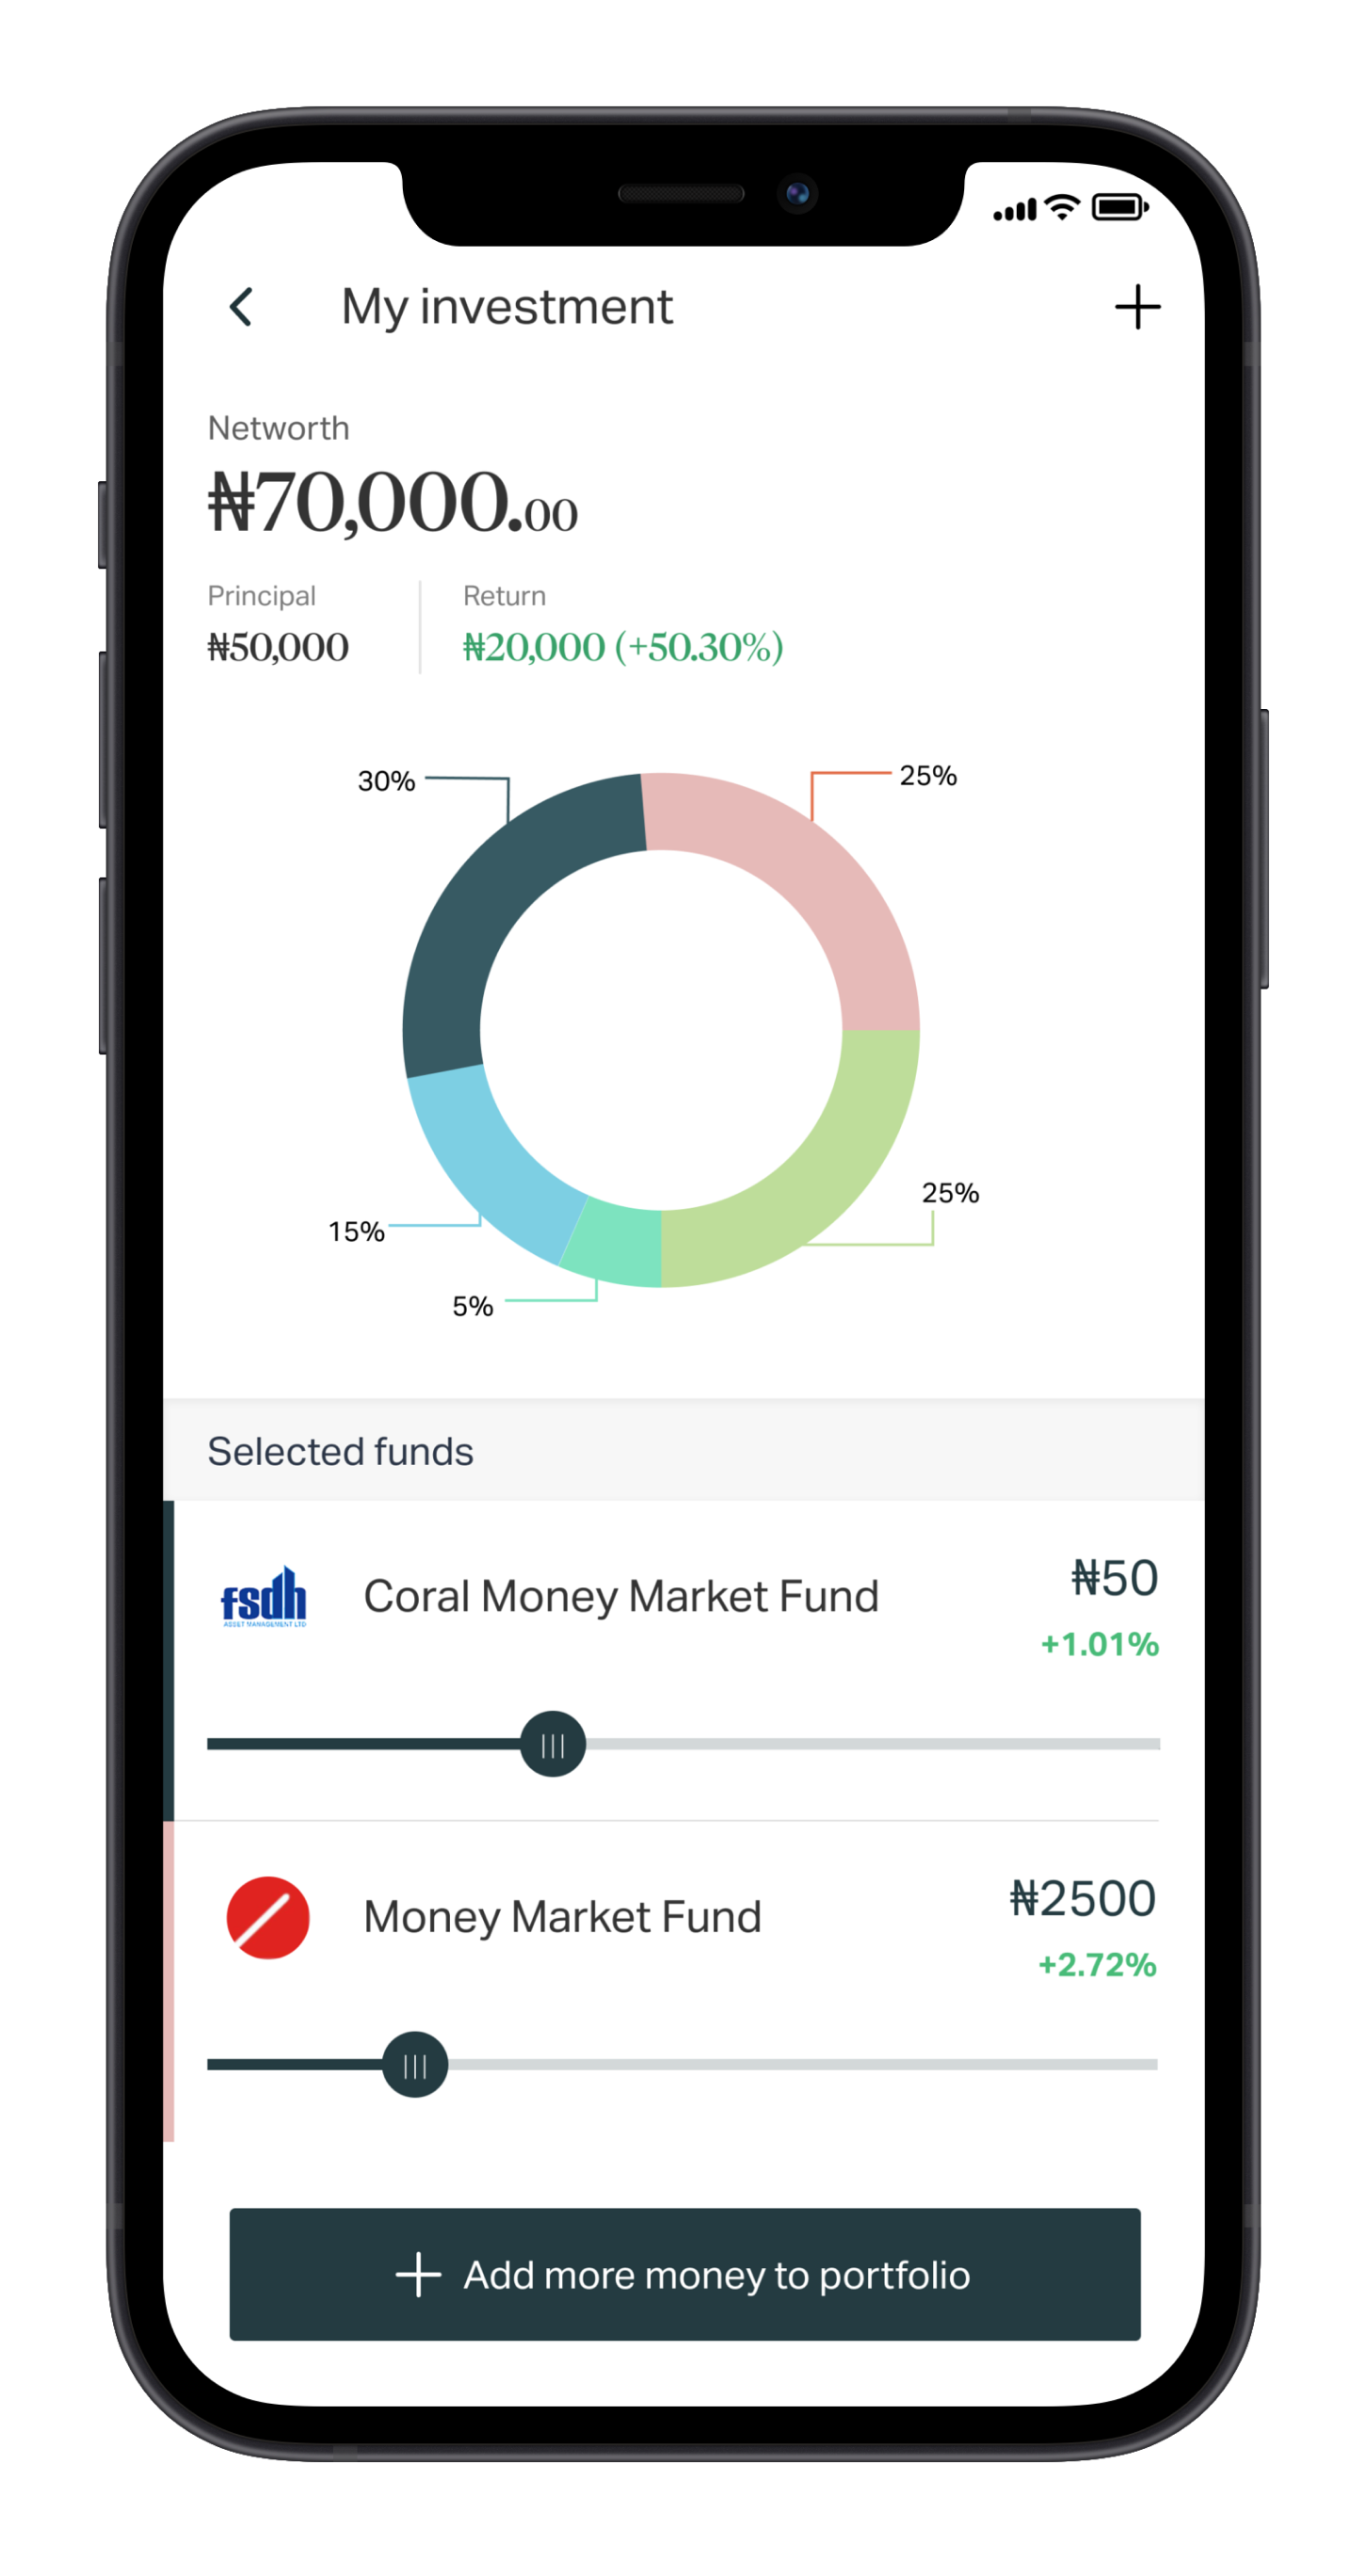 My investment
Networth
₦70,000.00
Principal
Return
₦50,000
₦20,000 (+50.30%)
30%
25%
25%
15%
5%
Selected funds
fsdh
ASSET MANAGEMENT LTD
Coral Money Market Fund
₦50
+1.01%
Money Market Fund
₦2500
+2.72%
Add more money to portfolio